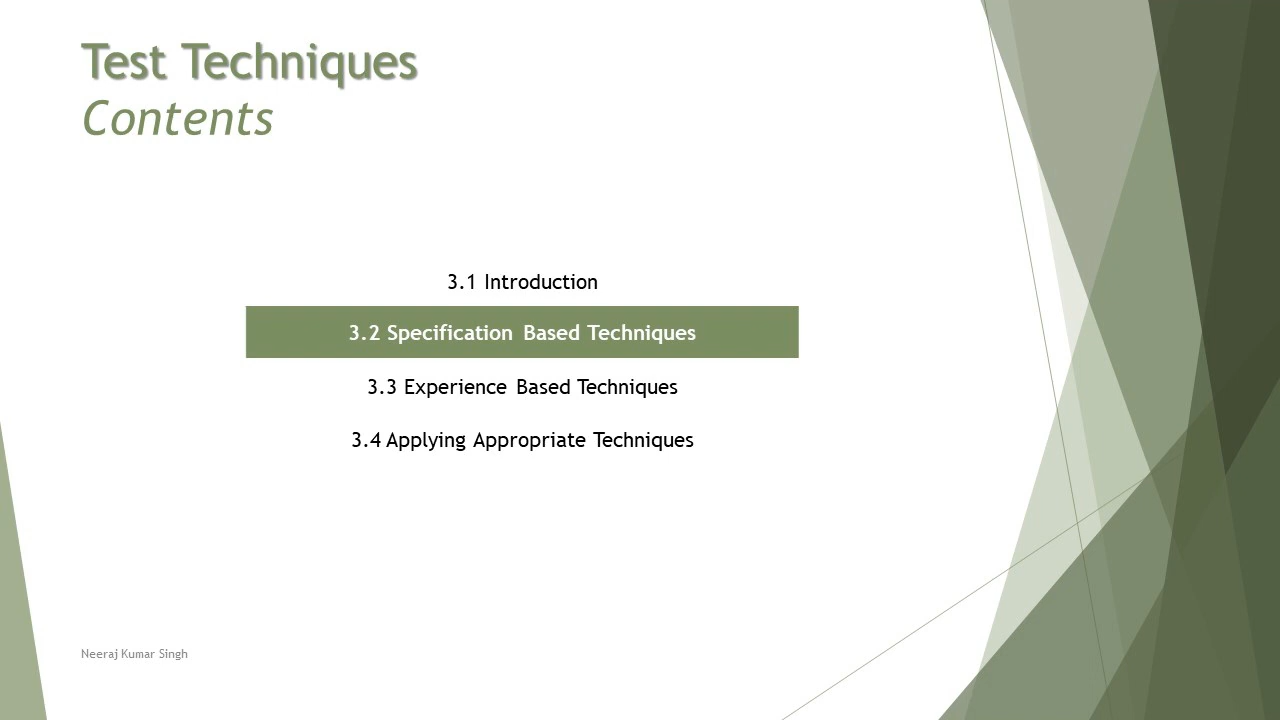 Test Techniques
Contents
3.1 Introduction
3.2 Specification Based Techniques
3.3 Experience Based Techniques
3.4 Applying Appropriate Techniques
Neeraj Kumar Singh